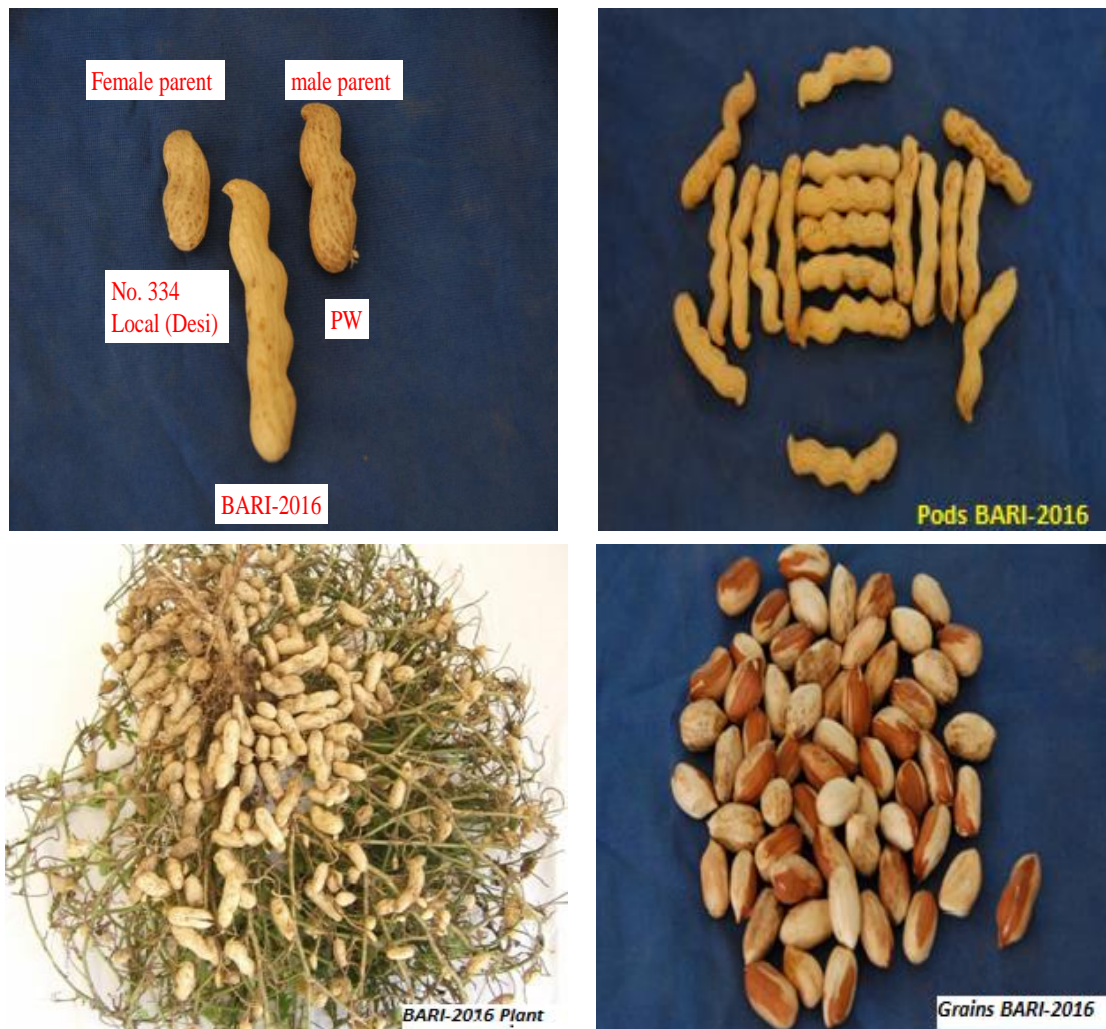 Female parent
male parent
No. 334
Local (Desi)
PW
BARI-2016
Pods BARI-2016
BARI-2016 Plant
Grains BARI-2016